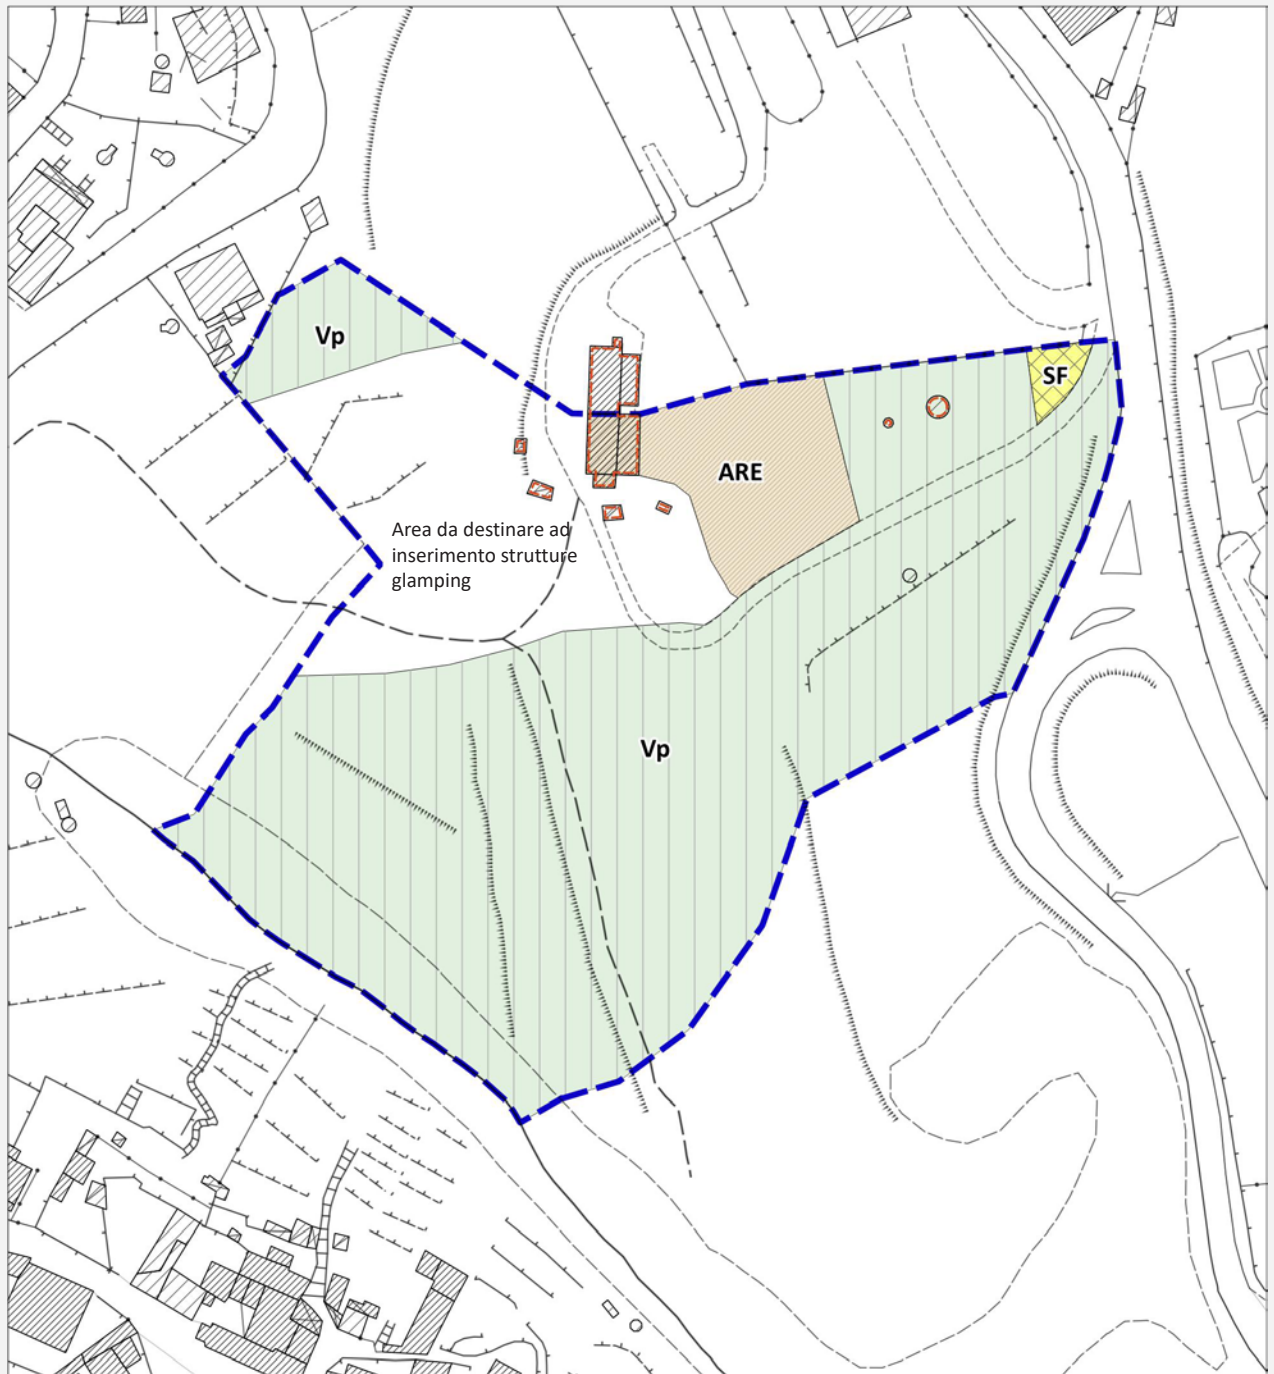 Vp
SF
ARE
Area da destinare ad
inserimento strutture
glamping
Vp